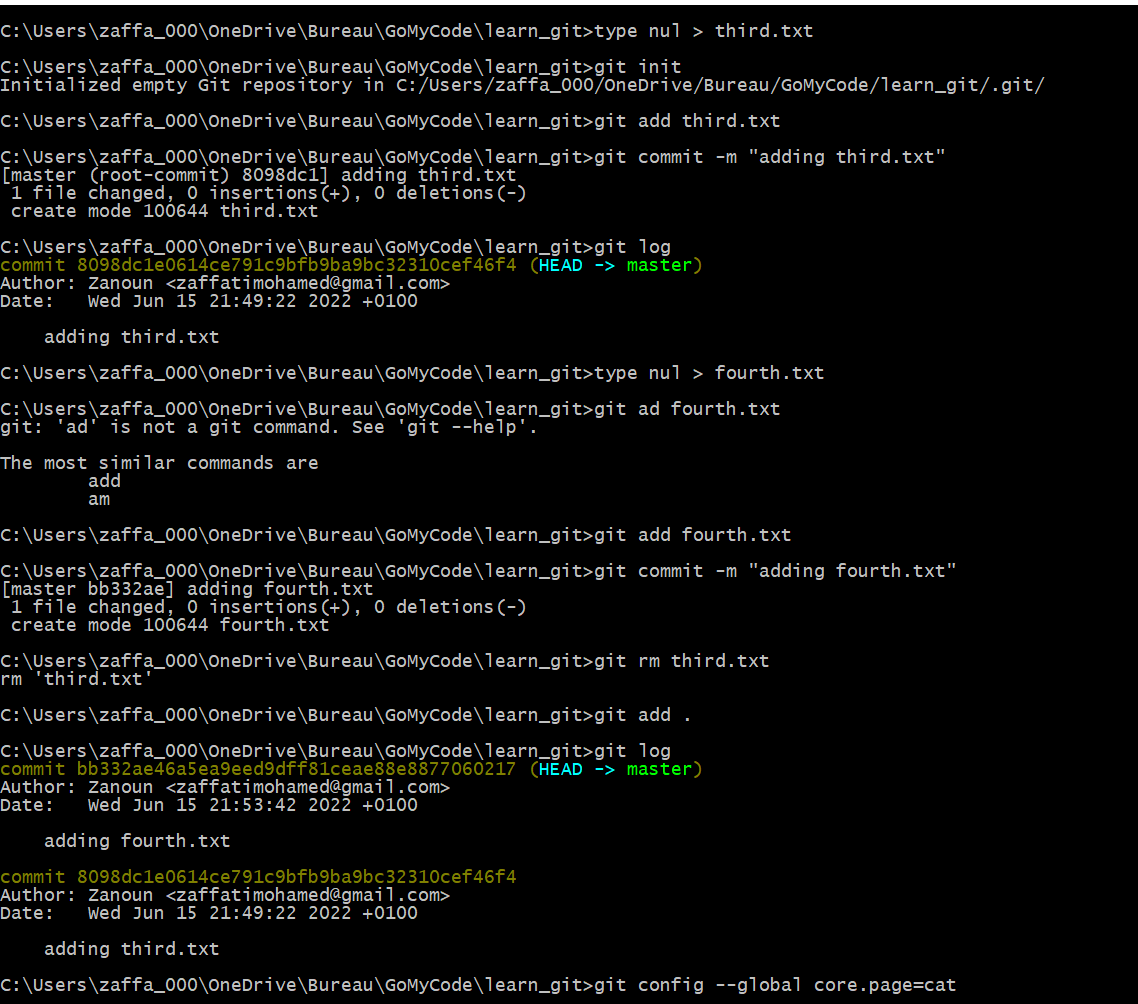 C:\Users\zaffa_000\OneDrive\Bureau\GoMyCode\learn_git>type nul > third.txt
C:\Users\zaffa_000\OneDrive\Bureau\GoMyCode\learn_git>git init
Initialized empty Git repository in C:/Users/zaffa_000/OneDrive/Bureau/GoMyCode/learn_git/.git/
C:\Users\zaffa_000\OneDrive\Bureau\GoMyCode\learn_git>git add third.txt
C:\Users\zaffa_000\OneDrive\Bureau\GoMyCode\learn_git>git commit -m "adding third.txt"
[master (root-commit) 8098dc1] adding third.txt
 1 file changed, 0 insertions(+), 0 deletions(-)
 create mode 100644 third.txt
C:\Users\zaffa_000\OneDrive\Bureau\GoMyCode\learn_git>git log
commit 8098dc1e0614ce791c9bfb9ba9bc32310cef46f4 (HEAD -> master)
Author: Zanoun <zaffatimohamed@gmail.com>
Date:   Wed Jun 15 21:49:22 2022 +0100
    adding third.txt
C:\Users\zaffa_000\OneDrive\Bureau\GoMyCode\learn_git>type nul > fourth.txt
C:\Users\zaffa_000\OneDrive\Bureau\GoMyCode\learn_git>git ad fourth.txt
git: 'ad' is not a git command. See 'git --help'.
The most similar commands are
        add
        am
C:\Users\zaffa_000\OneDrive\Bureau\GoMyCode\learn_git>git add fourth.txt
C:\Users\zaffa_000\OneDrive\Bureau\GoMyCode\learn_git>git commit -m "adding fourth.txt"
[master bb332ae] adding fourth.txt
 1 file changed, 0 insertions(+), 0 deletions(-)
 create mode 100644 fourth.txt
C:\Users\zaffa_000\OneDrive\Bureau\GoMyCode\learn_git>git rm third.txt
rm 'third.txt'
C:\Users\zaffa_000\OneDrive\Bureau\GoMyCode\learn_git>git add .
C:\Users\zaffa_000\OneDrive\Bureau\GoMyCode\learn_git>git log
commit bb332ae46a5ea9eed9dff81ceae88e8877060217 (HEAD -> master)
Author: Zanoun <zaffatimohamed@gmail.com>
Date:   Wed Jun 15 21:53:42 2022 +0100
    adding fourth.txt
commit 8098dc1e0614ce791c9bfb9ba9bc32310cef46f4
Author: Zanoun <zaffatimohamed@gmail.com>
Date:   Wed Jun 15 21:49:22 2022 +0100
    adding third.txt
C:\Users\zaffa_000\OneDrive\Bureau\GoMyCode\learn_git>git config --global core.page=cat